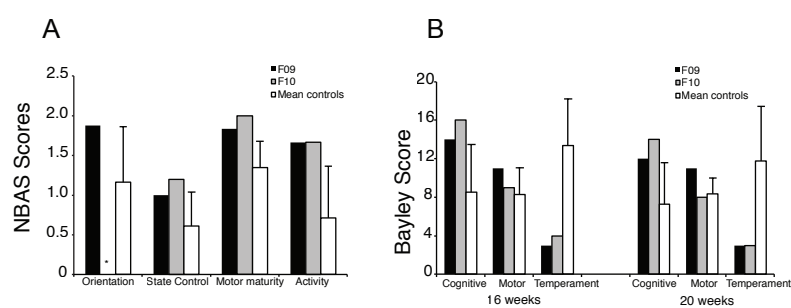 A
NBAS Scores
2.5
2.0
1.5
1.0
0.5
0
F09
F10
Mean controls
*
Orientation State Control Motor maturity Activity
B
Bayley Score
20
16
12
8
4
0
F09
F10
Mean controls
Cognitive Motor Temperament Cognitive Motor Temperament
16 weeks 20 weeks